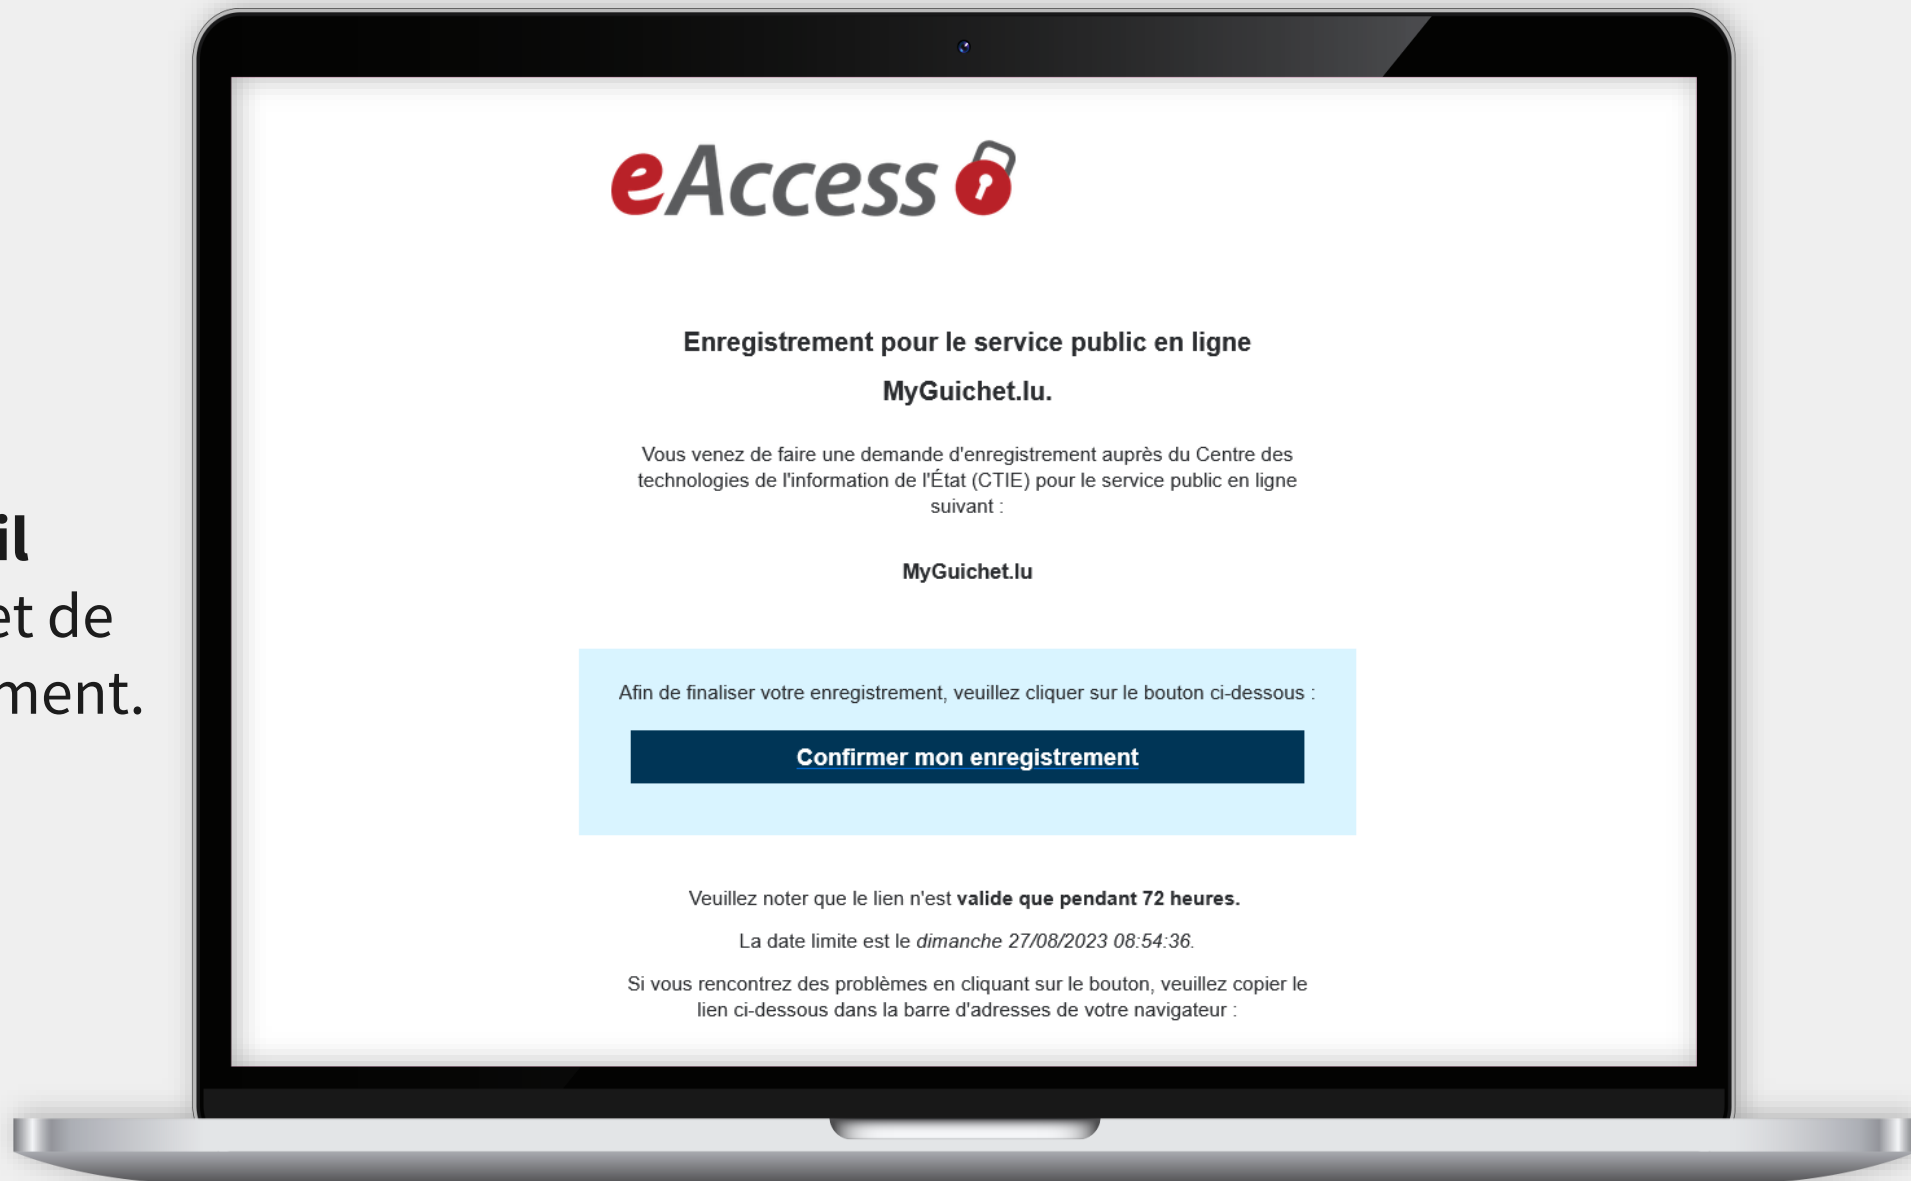 il
et de
ment.
eAccess
Enregistrement pour le service public en ligne
MyGuichet.lu.
Vous venez de faire une demande d'enregistrement auprès du Centre des
technologies de l'information de l'État (CTIE) pour le service public en ligne
suivant :
MyGuichet.lu
Afin de finaliser votre enregistrement, veuillez cliquer sur le bouton ci-dessous :
Confirmer mon enregistrement
Veuillez noter que le lien n'est valide que pendant 72 heures.
La date limite est le dimanche 27/08/2023 08:54:36.
Si vous rencontrez des problèmes en cliquant sur le bouton, veuillez copier le
lien ci-dessous dans la barre d'adresses de votre navigateur :